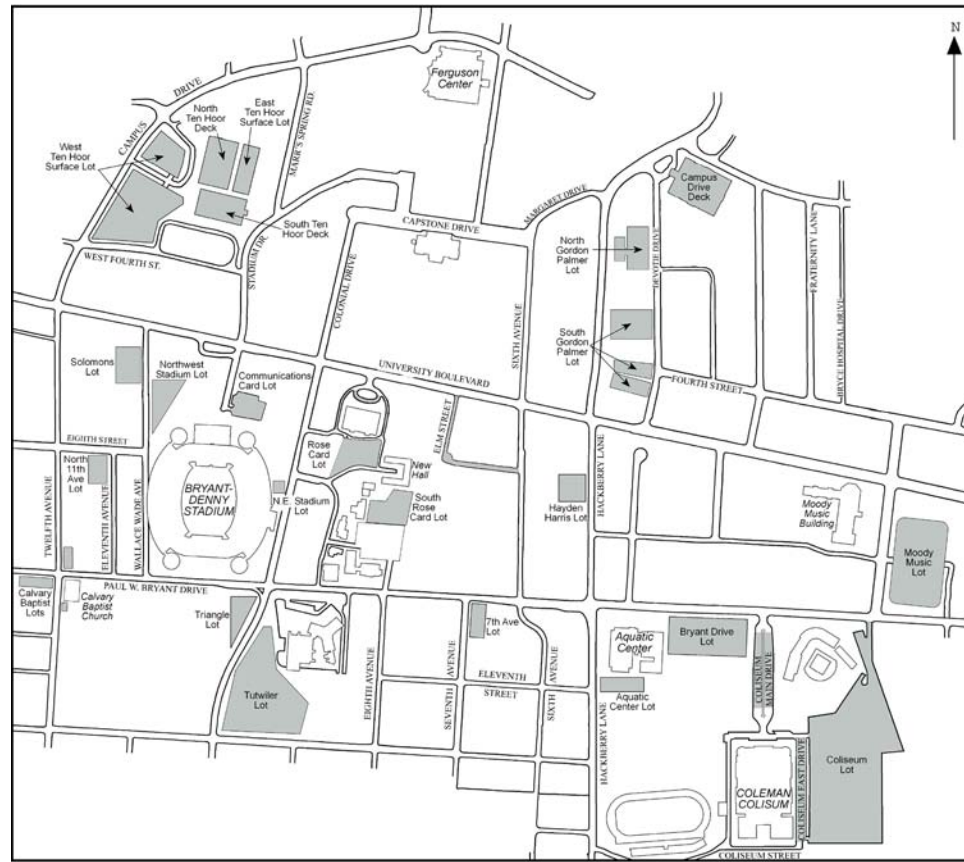 N
Ferguson
Center
DRIVE
CAMPUS
MARR'S SPRING RD.
North
Ten Hoor
Deck
East
Ten Hoor
Surface Lot
West
Ten Hoor
Surface Lot
South Ten
Hoor Deck
WEST FOURTH ST.
STADIUM DR.
COLONIAL DRIVE
CAPSTONE DRIVE
MARGARET DRIVE
Campus
Drive
Deck
North
Gordon
Palmer
Lot
DEVOTIE DRIVE
FRATERNITY LANE
BRYCE HOSPITAL DRIVE
South
Gordon
Palmer
Lot
SIXTH AVENUE
UNIVERSITY BOULEVARD
FOURTH STREET
Solomons
Lot
Northwest
Stadium Lot
Communications
Card Lot
ELM STREET
EIGHTH STREET
Rose
Card Lot
New
Hall
HACKBERRY LANE
North
11th
Ave Lot
TWELFTH AVENUE
ELEVENTH AVENUE
WALLACE WADE AVE
BRYANT-
DENNY
STADIUM
N.E. Stadium
Lot
South
Rose
Card Lot
Hayden
Harris Lot
Moody
Music
Building
Moody
Music
Lot
PAUL W. BRYANT DRIVE
Calvary
Baptist
Lots
Calvary
Baptist
Church
Triangle
Lot
7th Ave
Lot
Aquatic
Center
Bryant Drive
Lot
Tutwiler
Lot
EIGHTH AVENUE
SEVENTH AVENUE
ELEVENTH
STREET
SIXTH AVENUE
HACKBERRY LANE
Aquatic
Center Lot
COLISEUM
MAIN DRIVE
COLEMAN
COLISUM
COLISEUM EAST DRIVE
Coliseum
Lot
COLISEUM STREET